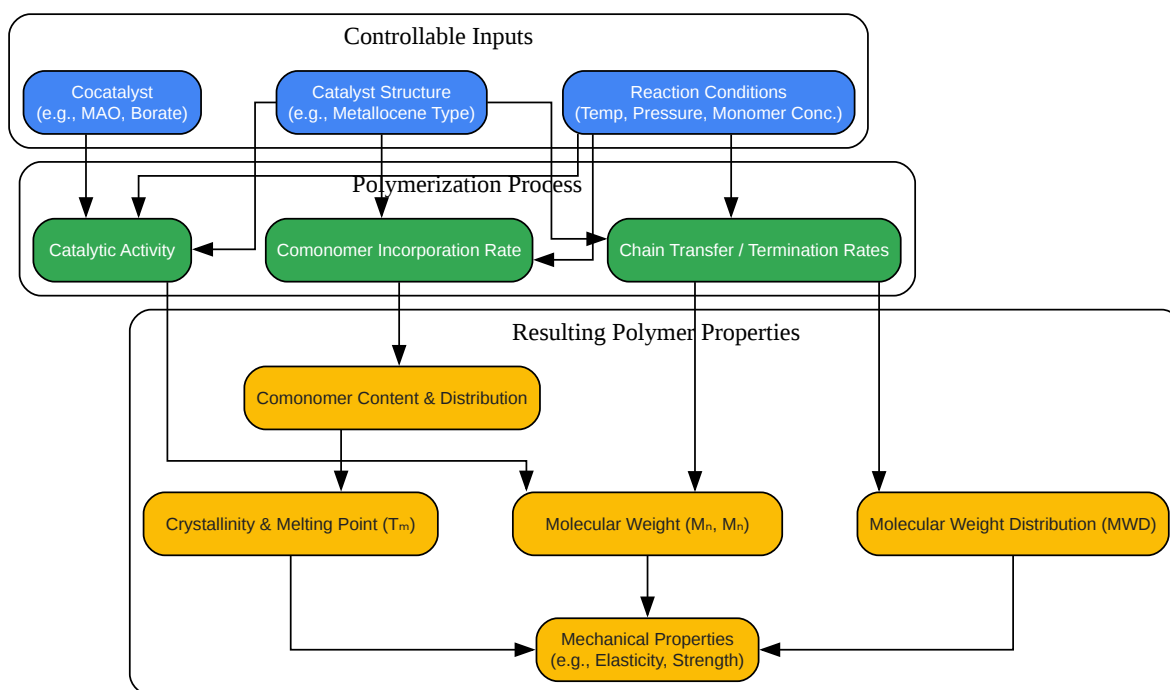 Controllable Inputs
Cocatalyst
(e.g., MAO, Borate)
Catalyst Structure
(e.g., Metallocene Type)
Reaction Conditions
(Temp, Pressure, Monomer Conc.)
Polymerization Process
Catalytic Activity
Comonomer Incorporation Rate
Chain Transfer / Termination Rates
Resulting Polymer Properties
Comonomer Content & Distribution
Crystallinity & Melting Point (Tₘ)
Molecular Weight (Mₙ, Mₙ)
Molecular Weight Distribution (MWD)
Mechanical Properties
(e.g., Elasticity, Strength)